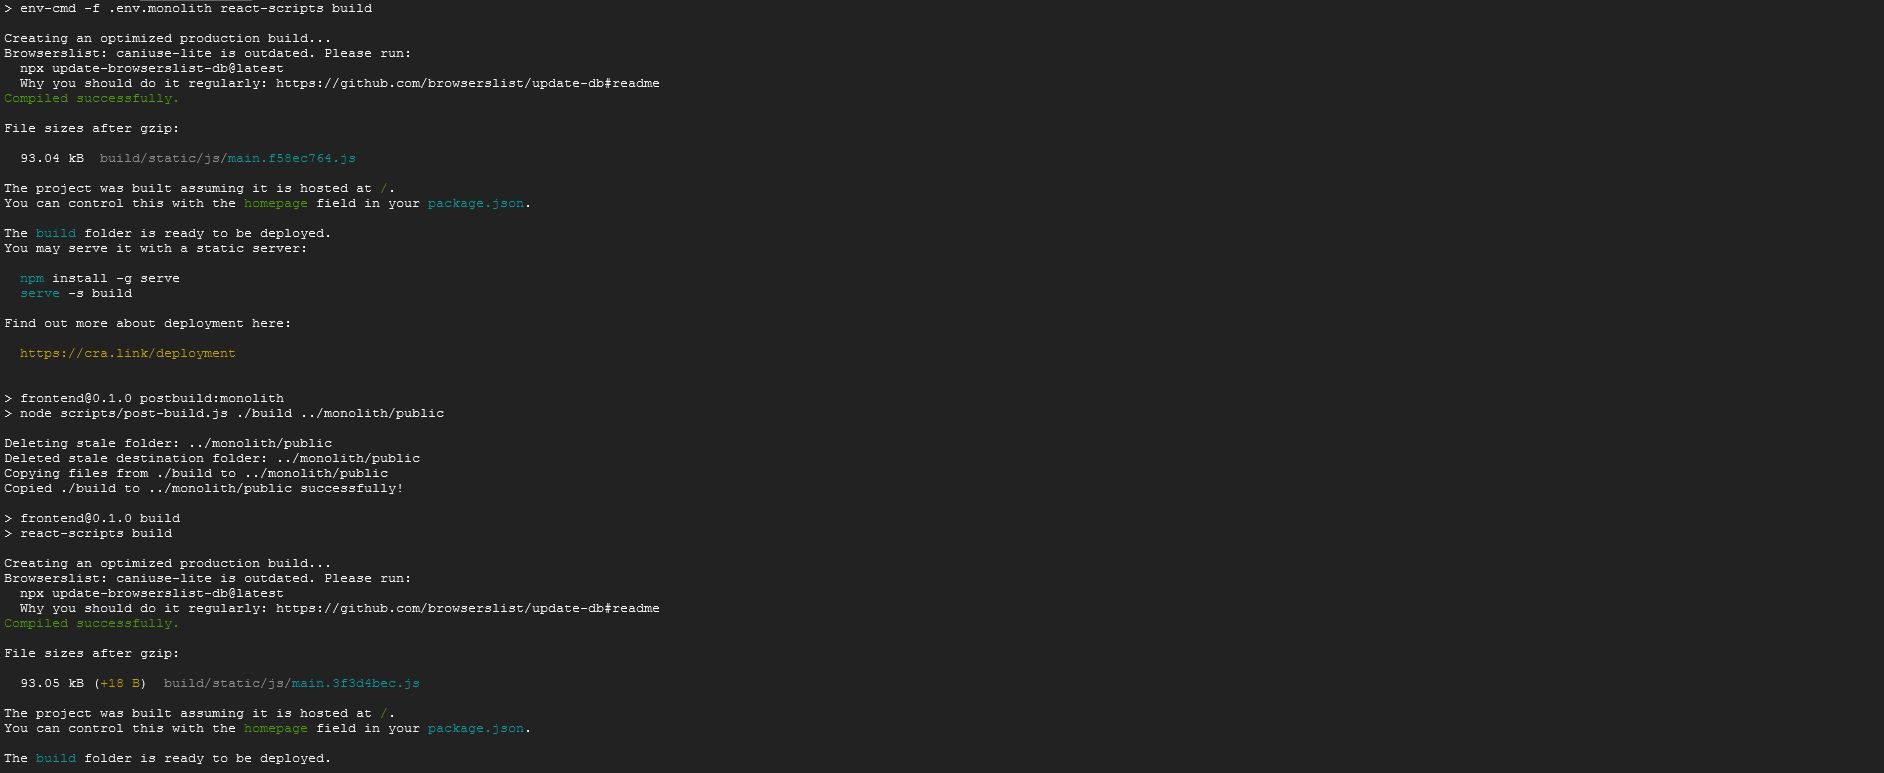 > env-cmd -f .env.monolith react-scripts build
Creating an optimized production build...
Browserslist: caniuse-lite is outdated. Please run:
npx update-browserslist-db@latest
Why you should do it regularly: https://github.com/browserslist/update-db#readme
Compiled successfully.
File sizes after gzip:
93.04 kB build/static/js/main.f58ec764.js
The project was built assuming it is hosted at /.
You can control this with the homepage field in your package.json.
The build folder is ready to be deployed.
You may serve it with a static server:
npm install -g serve
serve -s build
Find out more about deployment here:
https://cra.link/deployment
> frontend@0.1.0 postbuild:monolith
> node scripts/post-build.js ./build ../monolith/public
Deleting stale folder: ../monolith/public
Deleted stale destination folder: ../monolith/public
Copying files from ./build to ../monolith/public
Copied ./build to ../monolith/public successfully!
> frontend@0.1.0 build
> react-scripts build
Creating an optimized production build...
Browserslist: caniuse-lite is outdated. Please run:
npx update-browserslist-db@latest
Why you should do it regularly: https://github.com/browserslist/update-db#readme
Compiled successfully.
File sizes after gzip:
93.05 kB (+18 B) build/static/js/main.3f3d4bec.js
The project was built assuming it is hosted at /.
You can control this with the homepage field in your package.json.
The build folder is ready to be deployed.